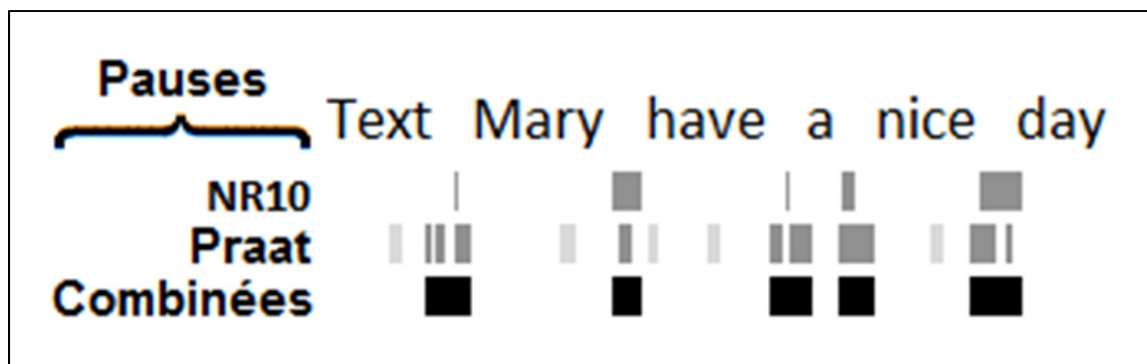 Pauses
Text Mary have a nice day
NR10
Praat
Combinées